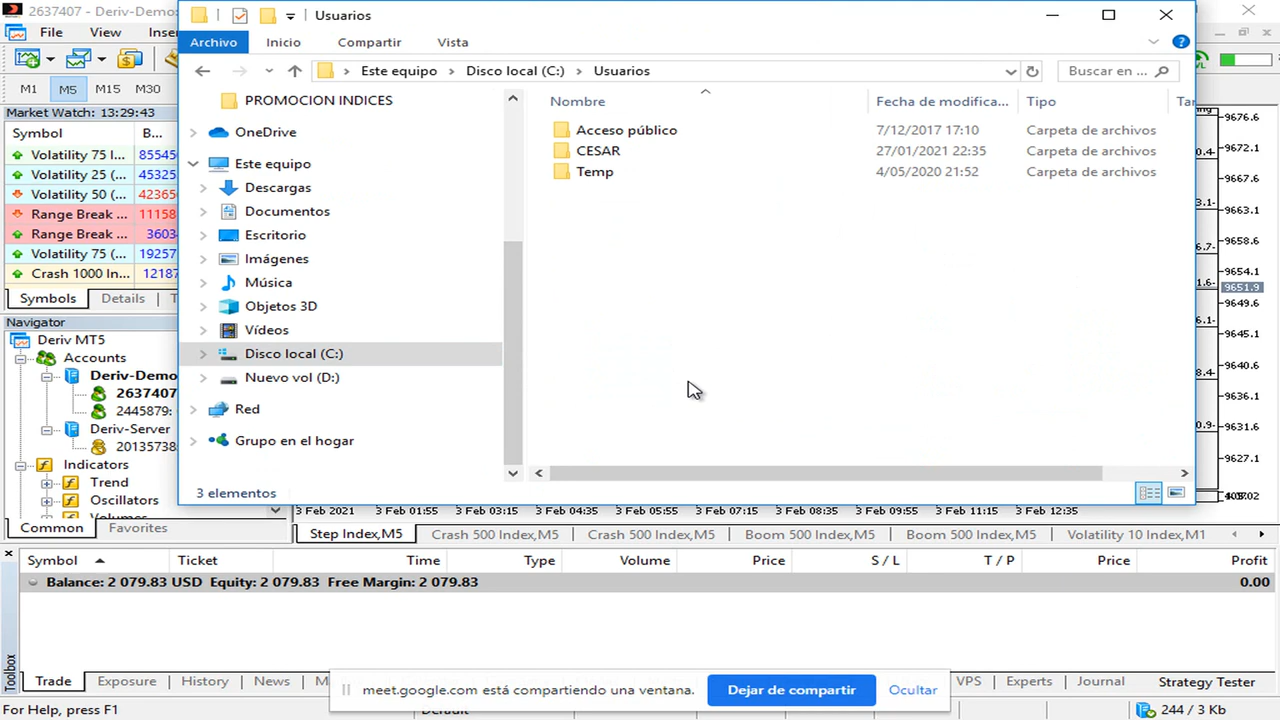 2637407 - Deriv-Demo:
Usuarios
File View Inser
Archivo Inicio Compartir Vista
Este equipo > Disco local (C:) > Usuarios
Buscar en ...
M1 M5 M15 M30
Market Watch: 13:29:43
Symbol B...
Volatility 75 I... 855450
Volatility 25 (... 45325
Volatility 50 (... 42365
Range Break ... 11158
Range Break ... 3603
Volatility 75 (... 19257
Crash 1000 In... 12187
Symbols Details T
Navigator
Deriv MT5
Accounts
Deriv-Demo
2637407
2445879:
Deriv-Server
20135738
Indicators
Trend
Oscillators
Volumes
Common Favorites
PROMOCION INDICES
OneDrive
Este equipo
Descargas
Documentos
Escritorio
Imágenes
Música
Objetos 3D
Vídeos
Disco local (C:)
Nuevo vol (D:)
Red
Grupo en el hogar
3 elementos
Nombre Fecha de modifica... Tipo Tar
Acceso público 7/12/2017 17:10 Carpeta de archivos
CESAR 27/01/2021 22:35 Carpeta de archivos
Temp 4/05/2020 21:52 Carpeta de archivos
9676.6
9672.1
9667.6
9663.1
9658.6
9654.1
9651.9
9649.6
9645.1
9640.6
9636.1
9631.6
9627.1
3 Feb 2021 3 Feb 01:55 3 Feb 03:15 3 Feb 04:35 3 Feb 05:55 3 Feb 07:15 3 Feb 08:35 3 Feb 09:55 3 Feb 11:15 3 Feb 12:35
Step Index,M5 Crash 500 Index,M5 Crash 500 Index,M5 Boom 500 Index,M5 Boom 500 Index,M5 Volatility 10 Index,M1
Symbol Ticket Time Type Volume Price S / L T / P Price Profit
Balance: 2 079.83 USD Equity: 2 079.83 Free Margin: 2 079.83 0.00
Toolbox
Trade Exposure History News M VPS Experts Journal Strategy Tester
meet.google.com está compartiendo una ventana. Dejar de compartir Ocultar
For Help, press F1 Default 244 / 3 Kb